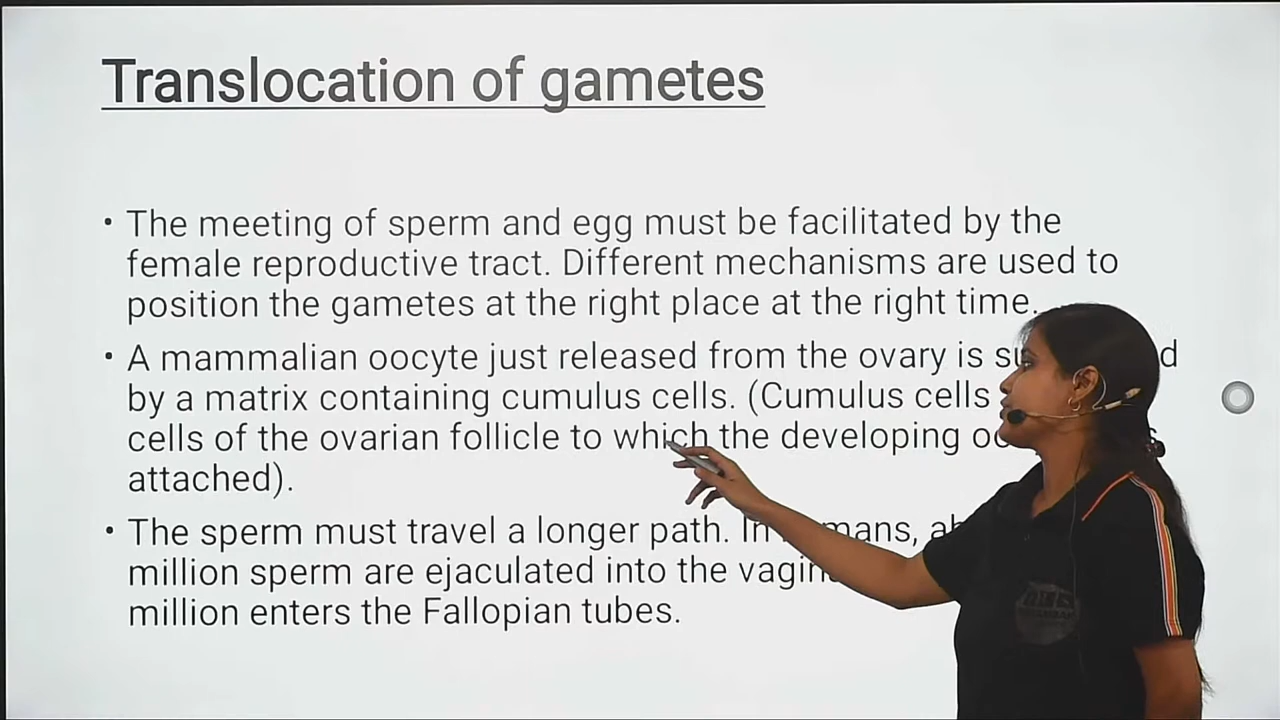 Translocation of gametes
• The meeting of sperm and egg must be facilitated by the
female reproductive tract. Different mechanisms are used to
position the gametes at the right place at the right time.
• A mammalian oocyte just released from the ovary is
by a matrix containing cumulus cells. (Cumulus cells
cells of the ovarian follicle to which the developing
attached).
• The sperm must travel a longer path. In
million sperm are ejaculated into the
million enters the Fallopian tubes.